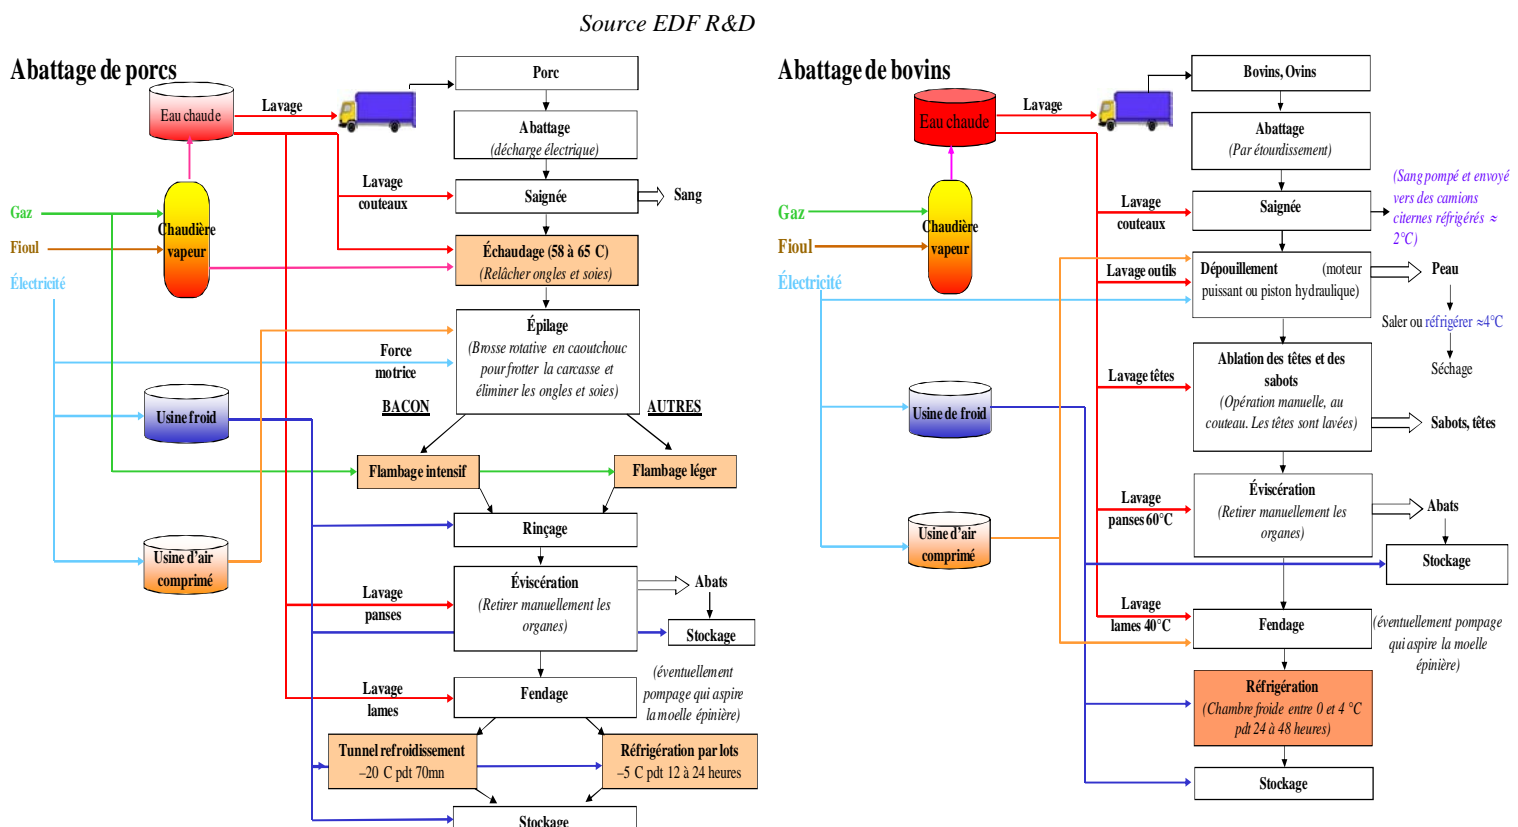 Source EDF R&D
Abattage de porcs
Eau chaude
Lavage
Porc
Abattage
(décharge électrique)
Lavage
couteaux
Saignée
Sang
Gaz
Fioul
Électricité
Chaudière
vapeur
Échaudage (58 à 65 C)
(Relâcher ongles et soies)
Épilage
(Brosse rotative en caoutchouc
pour frotter la carcasse et
éliminer les ongles et soies)
Force
motrice
BACON
AUTRES
Usine froid
Flambage intensif
Flambage léger
Rinçage
Usine d'air
comprimé
Éviscération
(Retirer manuellement les
organes)
Lavage
panses
Abats
Stockage
Lavage
lames
Fendage
(éventuellement
pompage qui aspire
la moelle épinière)
Tunnel refroidissement
–20 C pdt 70mn
Réfrigération par lots
–5 C pdt 12 à 24 heures
Stockage
Abattage de bovins
Eau chaude
Lavage
Bovins, Ovins
Abattage
(Par étourdissement)
Lavage
couteaux
Saignée
(Sang pompé et envoyé
vers des camions
citernes réfrigérés ≈
2°C)
Gaz
Fioul
Électricité
Chaudière
vapeur
Lavage outils
Dépouillement (moteur
puissant ou piston hydraulique)
Peau
Saler ou réfrigérer ≈4°C
Séchage
Lavage têtes
Ablation des têtes et des
sabots
(Opération manuelle, au
couteau. Les têtes sont lavées)
Sabots, têtes
Usine de froid
Lavage
panses 60°C
Éviscération
(Retirer manuellement les
organes)
Abats
Stockage
Usine d'air
comprimé
Lavage
lames 40°C
Fendage
(éventuellement pompage
qui aspire la moelle
épinière)
Réfrigération
(Chambre froide entre 0 et 4 °C
pdt 24 à 48 heures)
Stockage